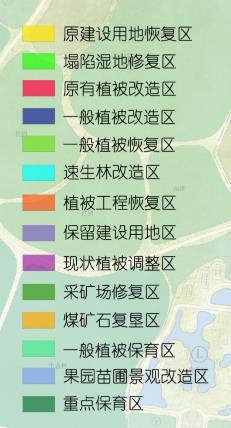 原建设用地恢复区
塌陷湿地修复区
原有植被改造区
一般植被改造区
一般植被恢复区
速生林改造区
植被工程恢复区
保留建设用地区
现状植被调整区
采矿场修复区
煤矿石复垦区
一般植被保育区
果园苗圃景观改造区
重点保育区